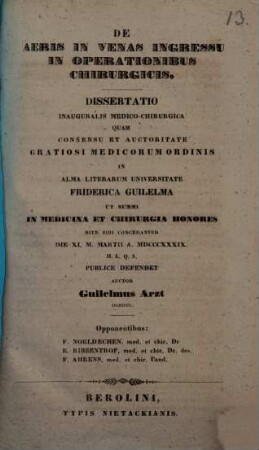 13.
DE
AERIS IN VENAS INGRESSU
IN OPERATIONIBUS
CHIRURGICIS.
DISSERTATIO
INAUGURALIS MEDICO-CHIRURGICA
QUAM
CONSENSU ET AUCTORITATE
GRATIOSI MEDICORUM ORDINIS
IN
ALMA LITERARUM UNIVERSITATE
FRIDERICA GUILELMA
UT SUMMI
IN MEDICINA ET CHIRURGIA HONORES
RITE SIBI CONCEDANTUR
DIE XI. M. MARTII A. MDCCCXXXIX.
H. L. Q. S.
PUBLICE DEFENDET
AUCTOR
Guilelmus Arzt
Opponentibus:
F. NOELDECHEN, med. et chir. Dr.
E. RIBBENTROP, med. et chir. Dr. des.
F. AHRENS, med. et chir. Cand.
BEROLINI,
TYPIS NIETACKIANIS.